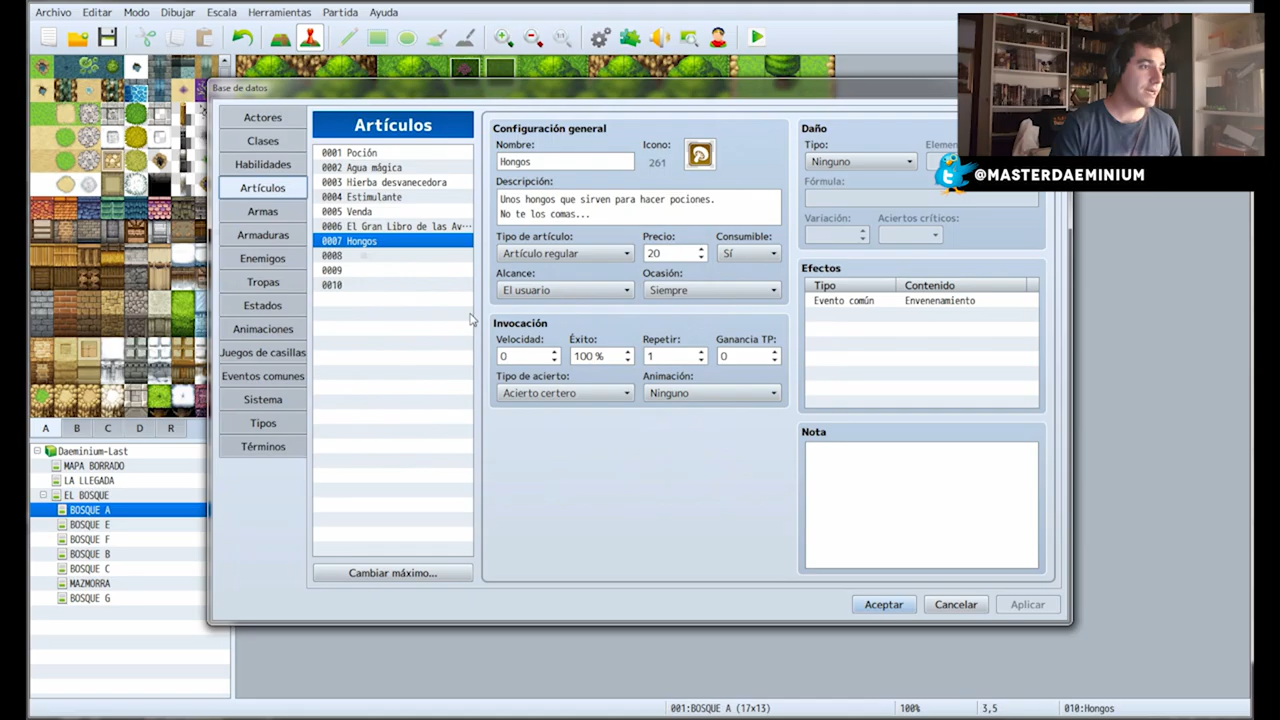 Archivo Editar Modo Dibujar Escala Herramientas Partida Ayuda
Base de datos
@MASTERDAEMINIUM
Actores
Clases
Habilidades
Artículos
Armas
Armaduras
Enemigos
Tropas
Estados
Animaciones
Juegos de casillas
Eventos comunes
Sistema
Tipos
Términos
Artículos
0001 Poción
0002 Agua mágica
0003 Hierba desvanecedora
0004 Estimulante
0005 Venda
0006 El Gran Libro de las Av...
0007 Hongos
0008
0009
0010
Cambiar máximo...
Configuración general
Nombre: Icono:
Hongos 261
Descripción:
Unos hongos que sirven para hacer pociones.
No te los comas...
Tipo de artículo: Precio: Consumible:
Artículo regular 20 Sí
Alcance: Ocasión:
El usuario Siempre
Invocación
Velocidad: Éxito: Repetir: Ganancia TP:
0 100 % 1 0
Tipo de acierto: Animación:
Acierto certero Ninguno
Daño
Tipo: Elemen
Ninguno
Fórmula:
Variación: Aciertos críticos:
Efectos
Tipo Contenido
Evento común Envenenamiento
Nota
Aceptar Cancelar Aplicar
A B C D R
Daeminium-Last
MAPA BORRADO
LA LLEGADA
EL BOSQUE
BOSQUE A
BOSQUE E
BOSQUE F
BOSQUE B
BOSQUE C
MAZMORRA
BOSQUE G
001:BOSQUE A (17x13) 100% 3,5 010:Hongos